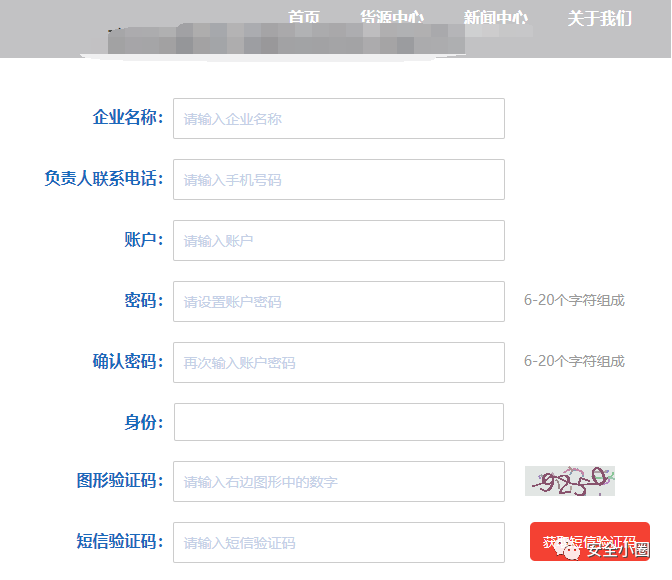 首页 货源中心 新闻中心 关于我们
企业名称： 请输入企业名称
负责人联系电话： 请输入手机号码
账户： 请输入账户
密码： 请设置账户密码 6-20个字符组成
确认密码： 再次输入账户密码 6-20个字符组成
身份：
图形验证码： 请输入右边图形中的数字 9250
短信验证码： 请输入短信验证码 获取短信验证码
安全小圈